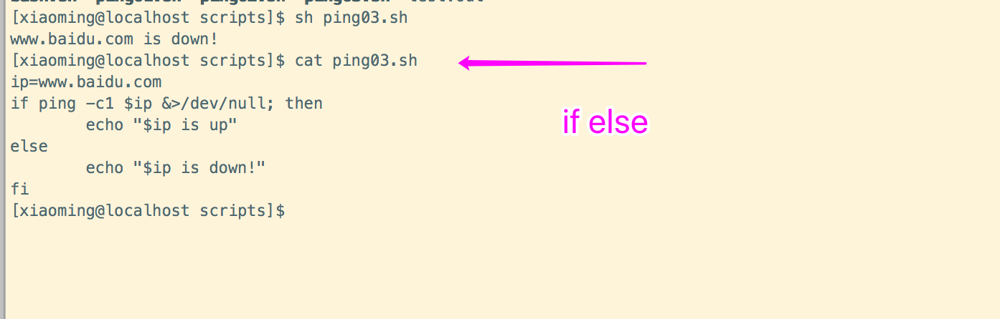 [xiaoming@localhost scripts]$ sh ping03.sh
www.baidu.com is down!
[xiaoming@localhost scripts]$ cat ping03.sh
ip=www.baidu.com
if ping -c1 $ip &>/dev/null; then
        echo "$ip is up"
if else
else
        echo "$ip is down!"
fi
[xiaoming@localhost scripts]$